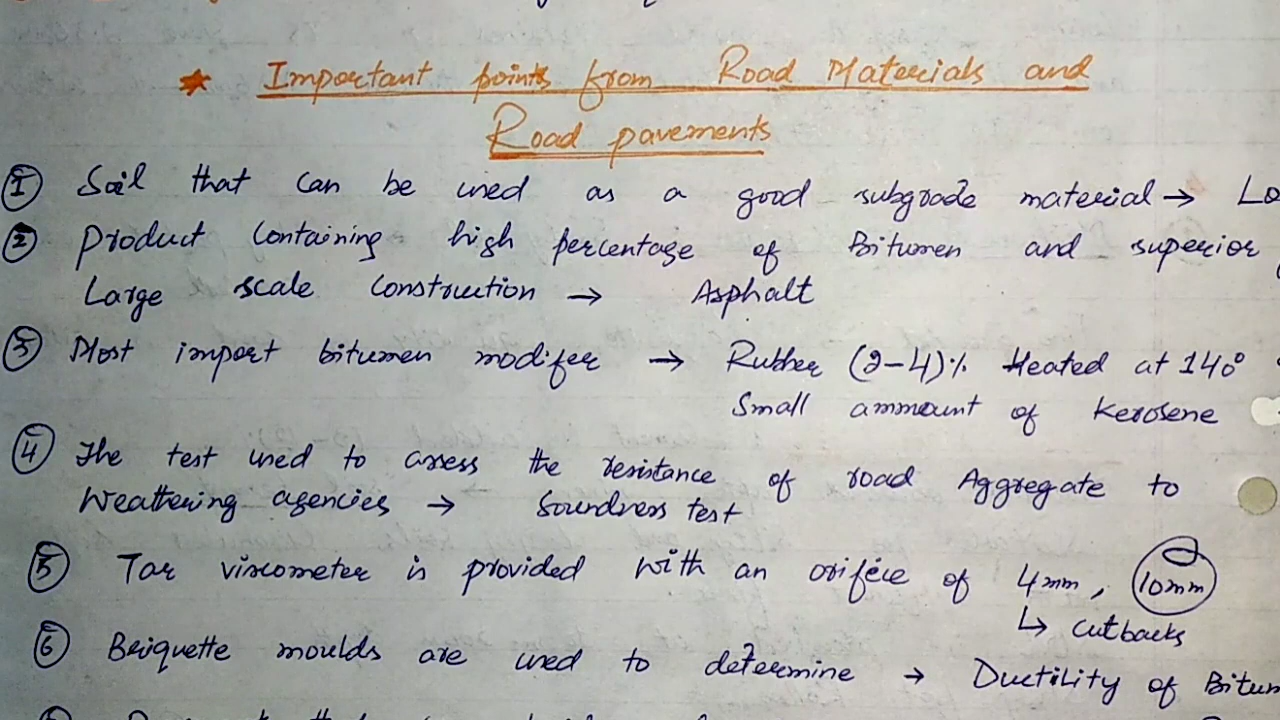 * Important points from Road Materials and
Road pavements
① Soil that can be used as a good subgrade material → Lo
② Product containing high percentage of Bitumen and superior
Large scale construction → Asphalt
③ Most import bitumen modifer → Rubber (2-4)% Heated at 140°
Small ammount of kerosene
④ The test used to assess the resistance of road Aggregate to
Weathering agencies → Soundness test
⑤ Tar viscometer is provided with an orifice of 4mm, 10mm
↳ cutbacks
⑥ Briquette moulds are used to determine → Ductility of Bitum